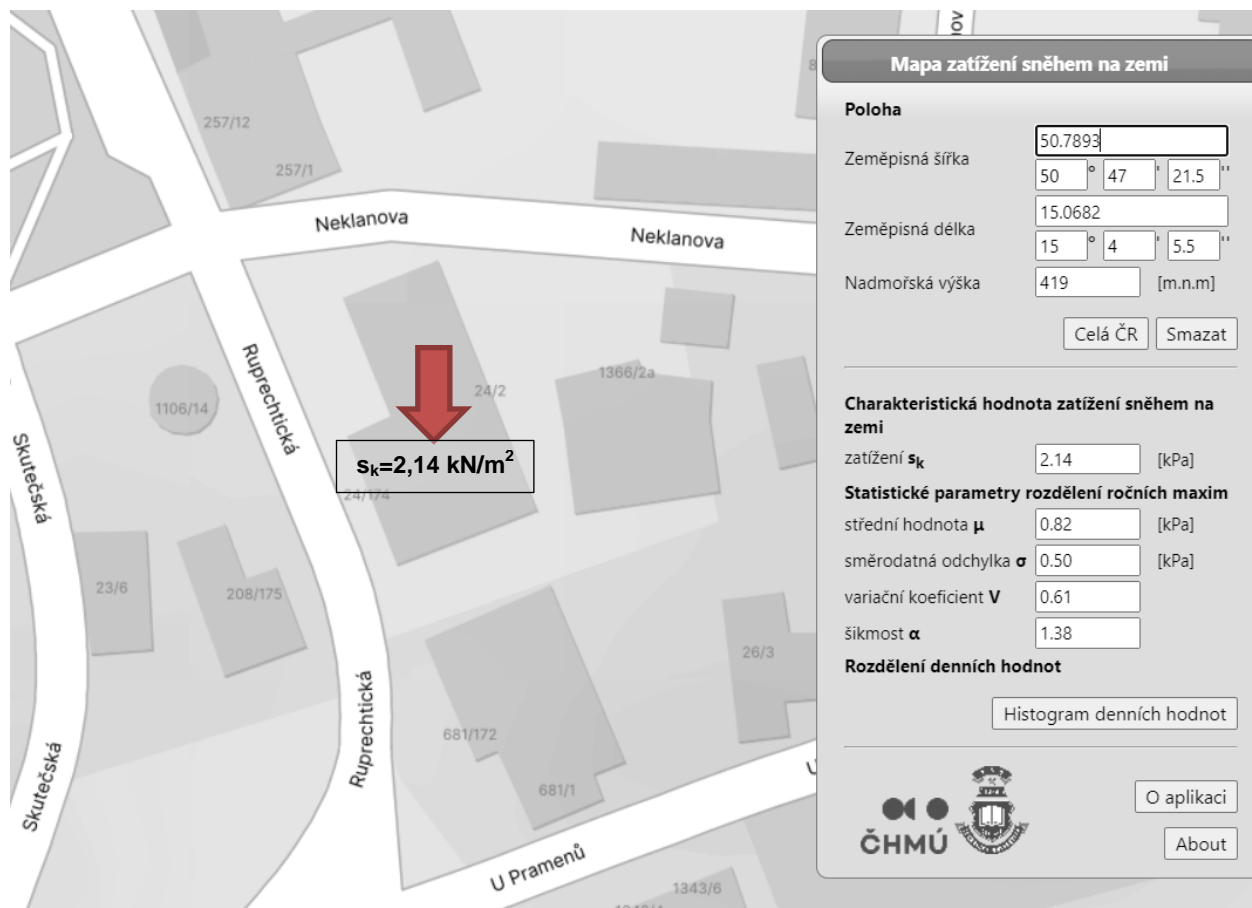 257/12
257/1
Neklanova
Neklanova
Ruprechtická
1106/14
24/2
1366/2a
Skutečská
sk=2,14 kN/m2
24/174
23/6
208/175
26/3
Ruprechtická
681/172
681/1
Skutečská
U Pramenů
1343/6
Mapa zatížení sněhem na zemi
Poloha
Zeměpisná šířka
50.7893
50 ° 47 ' 21.5 ''
Zeměpisná délka
15.0682
15 ° 4 ' 5.5 ''
Nadmořská výška 419 [m.n.m]
Celá ČR Smazat
Charakteristická hodnota zatížení sněhem na
zemi
zatížení sk 2.14 [kPa]
Statistické parametry rozdělení ročních maxim
střední hodnota μ 0.82 [kPa]
směrodatná odchylka σ 0.50 [kPa]
variační koeficient V 0.61
šikmost α 1.38
Rozdělení denních hodnot
Histogram denních hodnot
ČHMÚ
O aplikaci
About